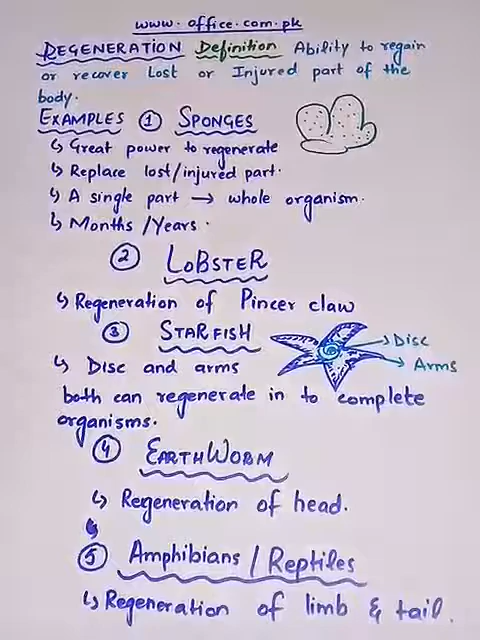 www.office.com.pk
REGENERATION Definition Ability to regain
or recover Lost or Injured part of the
body.
EXAMPLES ① SPONGES
↳ Great power to regenerate
↳ Replace lost/injured part.
↳ A single part → whole organism.
↳ Months/Years.
② LOBSTER
↳ Regeneration of Pincer claw
③ STARFISH
Disc
↳ Disc and arms
Arms
both can regenerate in to complete
organisms.
④ EARTHWORM
↳ Regeneration of head.
⑤ Amphibians/Reptiles
↳ Regeneration of limb & tail.